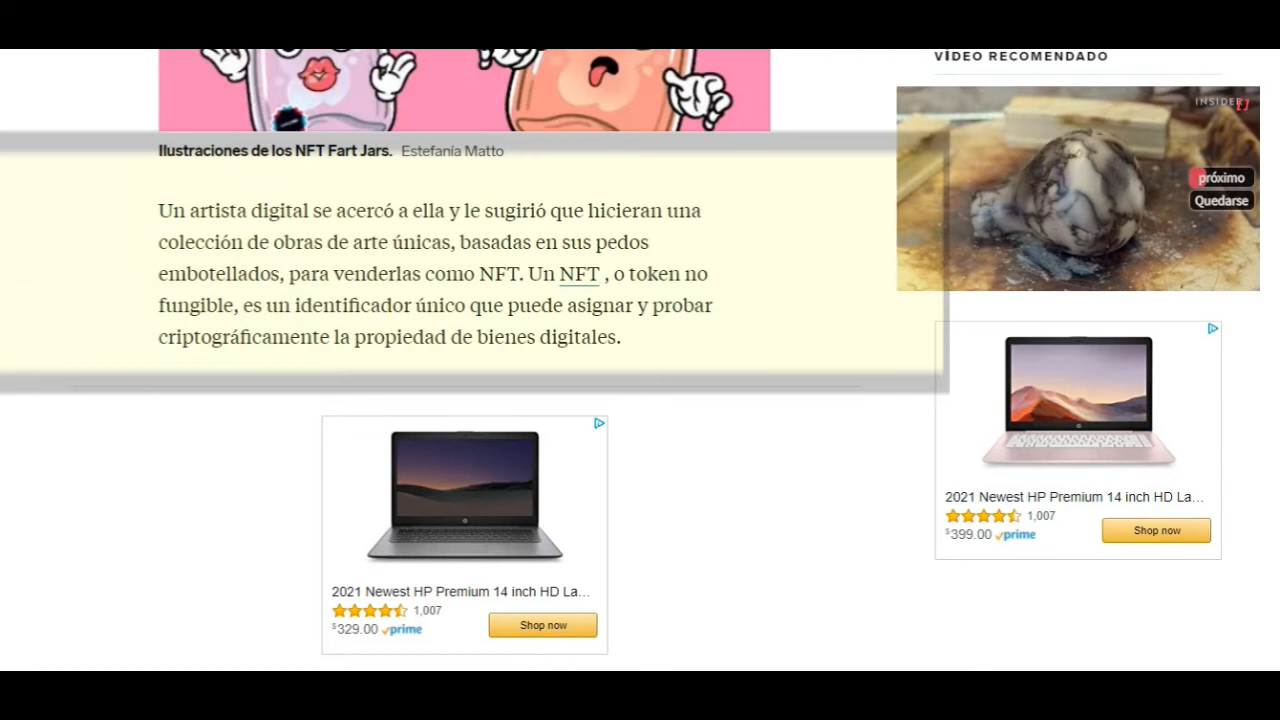 Ilustraciones de los NFT Fart Jars. Estefanía Matto
Un artista digital se acercó a ella y le sugirió que hicieran una
colección de obras de arte únicas, basadas en sus pedos
embotellados, para venderlas como NFT. Un NFT , o token no
fungible, es un identificador único que puede asignar y probar
criptográficamente la propiedad de bienes digitales.
2021 Newest HP Premium 14 inch HD La...
1,007
$329.00 prime
Shop now
VÍDEO RECOMENDADO
INSIDER
próximo
Quedarse
2021 Newest HP Premium 14 inch HD La...
1,007
$399.00 prime
Shop now